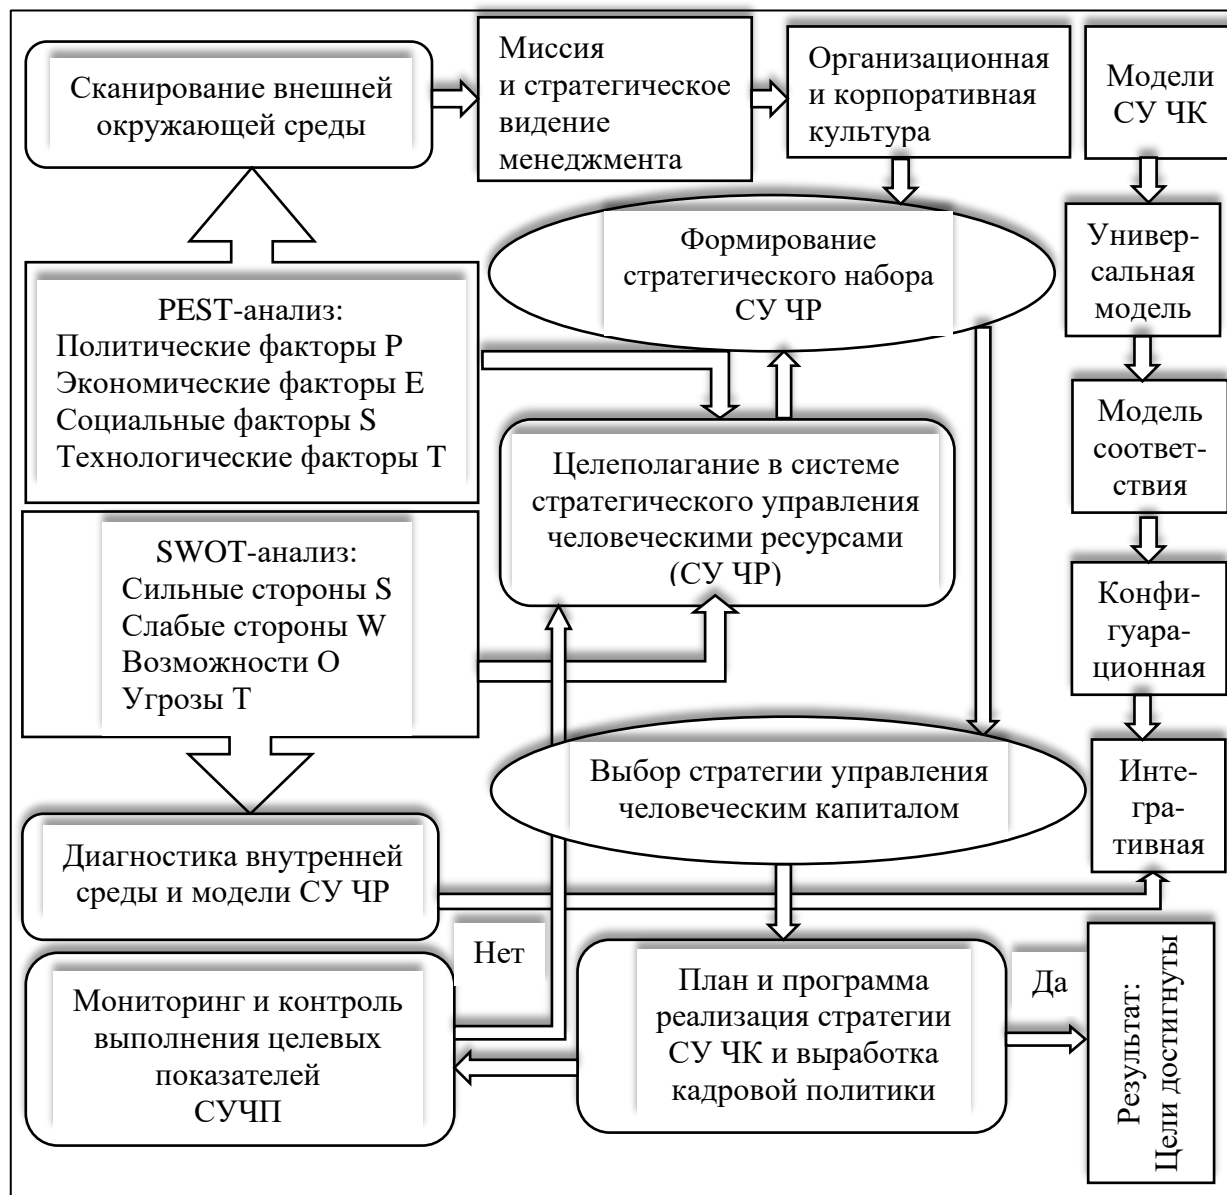 Сканирование внешней
окружающей среды
Миссия
и стратегическое
видение
менеджмента
Организационная
и корпоративная
культура
Модели
СУ ЧК
Формирование
стратегического набора
СУ ЧР
Универ-
сальная
модель
PEST-анализ:
Политические факторы P
Экономические факторы E
Социальные факторы S
Технологические факторы T
Модель
соответ-
ствия
Целеполагание в системе
стратегического управления
человеческими ресурсами
(СУ ЧР)
SWOT-анализ:
Сильные стороны S
Слабые стороны W
Возможности O
Угрозы T
Конфи-
гуара-
ционная
Выбор стратегии управления
человеческим капиталом
Инте-
гра-
тивная
Диагностика внутренней
среды и модели СУ ЧР
Нет
Мониторинг и контроль
выполнения целевых
показателей
СУЧП
План и программа
реализация стратегии
СУ ЧК и выработка
кадровой политики
Да
Результат:
Цели достигнуты